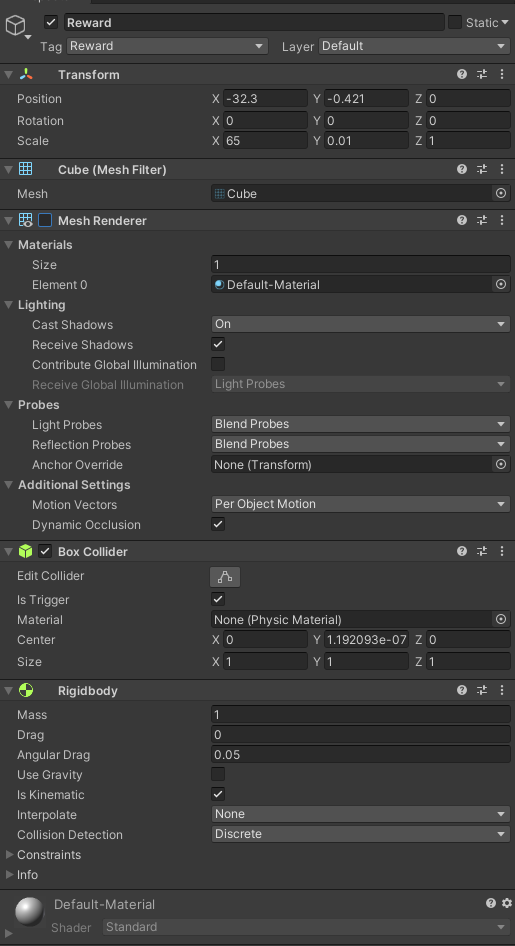 Reward
Static
Tag Reward Layer Default
Transform
Position X -32.3 Y -0.421 Z 0
Rotation X 0 Y 0 Z 0
Scale X 65 Y 0.01 Z 1
Cube (Mesh Filter)
Mesh Cube
Mesh Renderer
Materials
Size 1
Element 0 Default-Material
Lighting
Cast Shadows On
Receive Shadows
Contribute Global Illumination
Receive Global Illumination Light Probes
Probes
Light Probes Blend Probes
Reflection Probes Blend Probes
Anchor Override None (Transform)
Additional Settings
Motion Vectors Per Object Motion
Dynamic Occlusion
Box Collider
Edit Collider
Is Trigger
Material None (Physic Material)
Center X 0 Y 1.192093e-07 Z 0
Size X 1 Y 1 Z 1
Rigidbody
Mass 1
Drag 0
Angular Drag 0.05
Use Gravity
Is Kinematic
Interpolate None
Collision Detection Discrete
Constraints
Info
Default-Material
Shader Standard